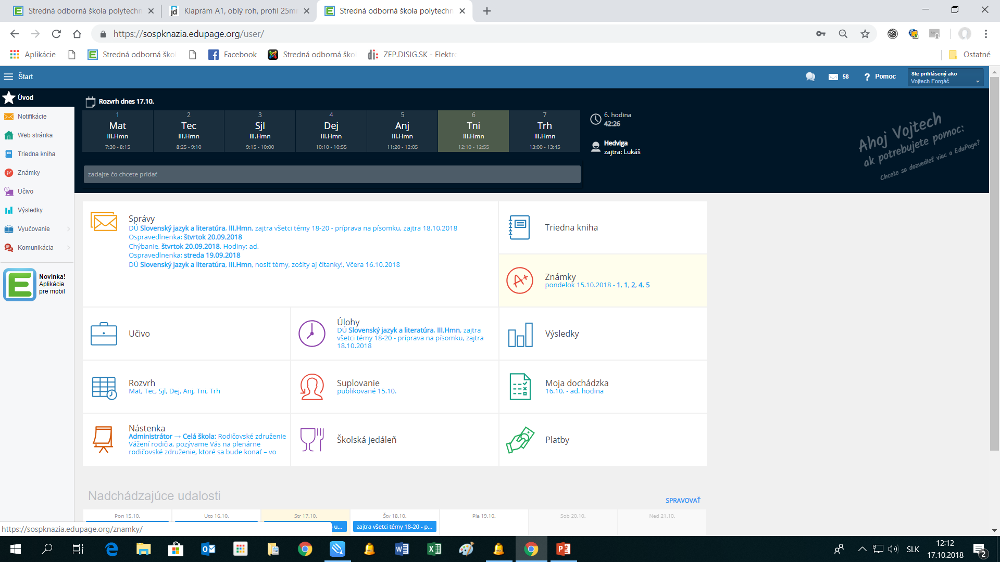 Stredná odborná škola polytechn
Klaprám A1, oblý roh, profil 25m
Stredná odborná škola polytechn
https://sospknazia.edupage.org/user/
Aplikácie
Stredná odborná ško
Facebook
Stredná odborná ško
ZEP.DISIG.SK - Elektr
Ostatné
Štart
58
? Pomoc
Ste prihlásený ako
Vojtech Forgáč
Úvod
Notifikácie
Web stránka
Triedna kniha
Známky
Učivo
Výsledky
Vyučovanie
Komunikácia
Novinka!
Aplikácia
pre mobil
Rozvrh dnes 17.10.
1 2 3 4 5 6 7
Mat Tec Sjl Dej Anj Tni Trh
III.Hmn III.Hmn III.Hmn III.Hmn III.Hmn III.Hmn III.Hmn
7:30 - 8:15 8:25 - 9:10 9:15 - 10:00 10:10 - 10:55 11:20 - 12:05 12:10 - 12:55 13:00 - 13:45
6. hodina
42:26
Hedviga
zajtra: Lukáš
zadajte čo chcete pridať
Ahoj Vojtech
ak potrebujete pomoc:
Chcete sa dozvedieť viac o EduPage?
Správy
DÚ Slovenský jazyk a literatúra, III.Hmn, zajtra všetci témy 18-20 - príprava na písomku, zajtra 18.10.2018
Ospravedlnenka: štvrtok 20.09.2018
Chýbanie, štvrtok 20.09.2018, Hodiny: ad.
Ospravedlnenka: streda 19.09.2018
DÚ Slovenský jazyk a literatúra, III.Hmn, nosiť témy, zošity aj čítanky!, Včera 16.10.2018
Triedna kniha
A+
Známky
pondelok 15.10.2018 - 1, 1, 2, 4, 5
Učivo
Úlohy
DÚ Slovenský jazyk a literatúra, III.Hmn, zajtra
všetci témy 18-20 - príprava na písomku, zajtra
18.10.2018
Výsledky
Rozvrh
Mat, Tec, Sjl, Dej, Anj, Tni, Trh
Suplovanie
publikované 15.10.
Moja dochádzka
16.10. - ad. hodina
Nástenka
Administrátor → Celá škola: Rodičovské združenie
Vážení rodičia, pozývame Vás na plenárne
rodičovské združenie, ktoré sa bude konať – vo
Školská jedáleň
Platby
Nadchádzajúce udalosti
SPRAVOVAŤ
Pon 15.10. Uto 16.10. Str 17.10. Štv 18.10. Pia 19.10. Sob 20.10. Ned 21.10.
u... zajtra všetci témy 18-20 - p...
https://sospknazia.edupage.org/znamky/
SLK
12:12
17.10.2018
2